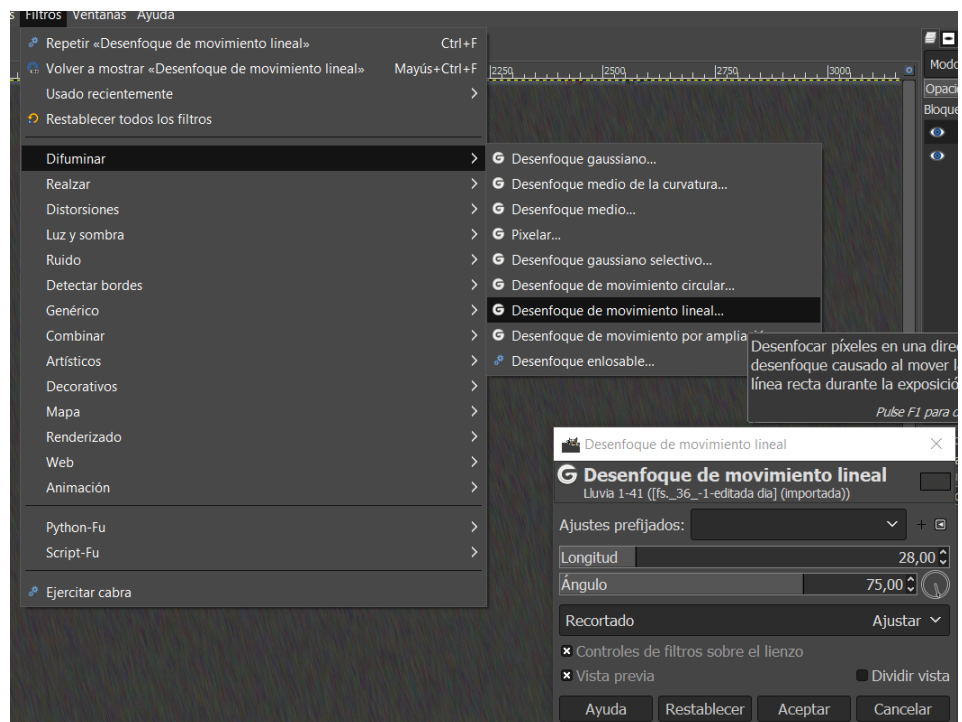 Filtros Ventanas Ayuda
Repetir «Desenfoque de movimiento lineal» Ctrl+F
Volver a mostrar «Desenfoque de movimiento lineal» Mayús+Ctrl+F
Usado recientemente
Restablecer todos los filtros
2250 2500 2750 3000
Modo
Opaci
Bloque
Difuminar
Realzar
Distorsiones
Luz y sombra
Ruido
Detectar bordes
Genérico
Combinar
Artísticos
Decorativos
Mapa
Renderizado
Web
Animación
Python-Fu
Script-Fu
Ejercitar cabra
Desenfoque gaussiano...
Desenfoque medio de la curvatura...
Desenfoque medio...
Pixelar...
Desenfoque gaussiano selectivo...
Desenfoque de movimiento circular...
Desenfoque de movimiento lineal...
Desenfoque de movimiento por ampliació
Desenfoque enlosable...
Desenfocar píxeles en una direc
desenfoque causado al mover l
línea recta durante la exposició
Pulse F1 para
Desenfoque de movimiento lineal
Desenfoque de movimiento lineal
Lluvia 1-41 ([fs._36_-1-editada dia] (importada))
Ajustes prefijados:
Longitud 28,00
Ángulo 75,00
Recortado Ajustar
Controles de filtros sobre el lienzo
Vista previa Dividir vista
Ayuda Restablecer Aceptar Cancelar